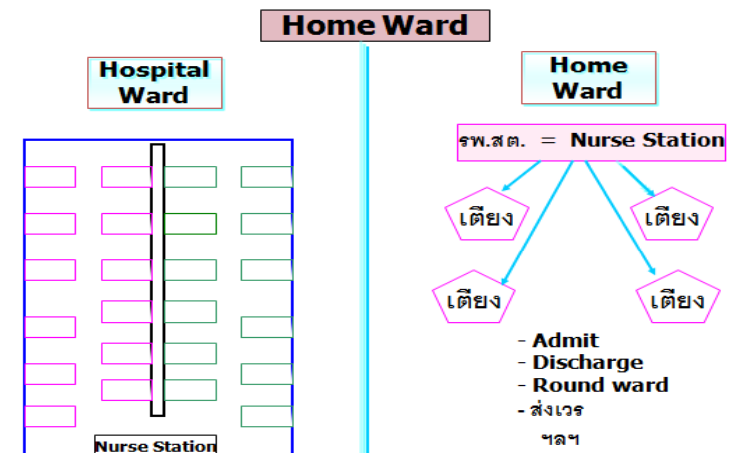 Home Ward
Hospital
Ward
Nurse Station
Home
Ward
รพ.สต. = Nurse Station
เตียง
เตียง
เตียง
เตียง
- Admit
- Discharge
- Round ward
- ส่งเวร
ฯลฯ